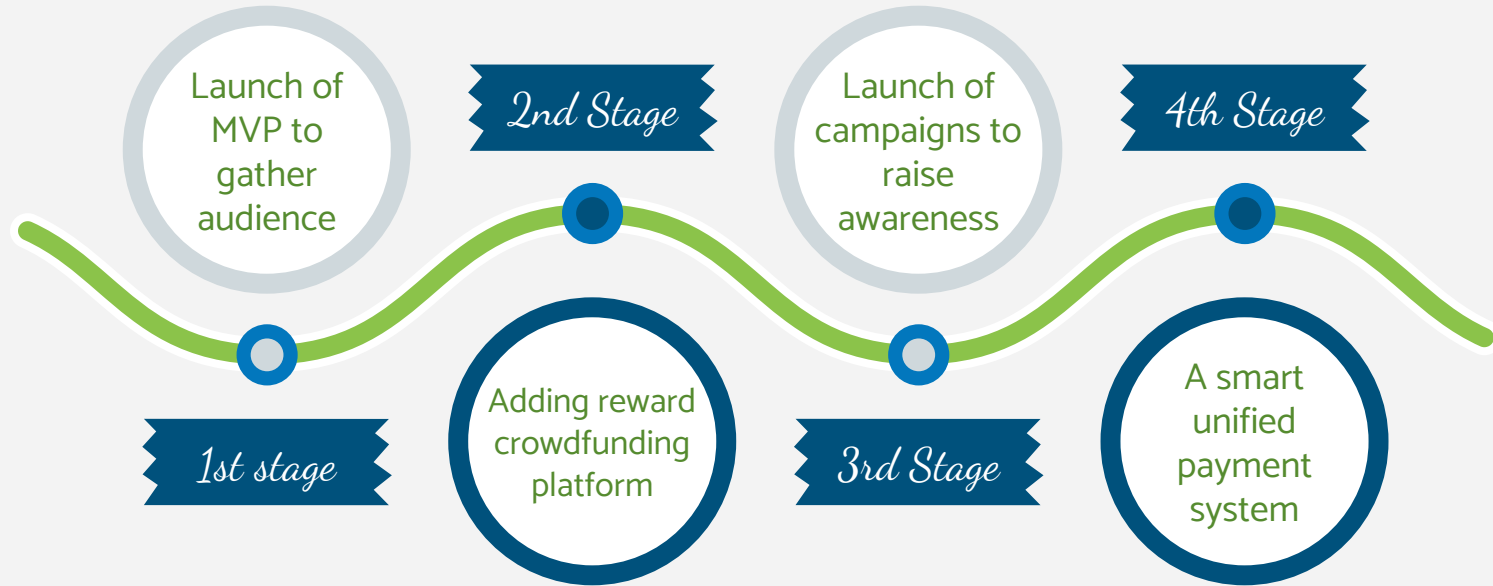 Launch of
MVP to
gather
audience
1st stage
2nd Stage
Adding reward
crowdfunding
platform
Launch of
campaigns to
raise
awareness
3rd Stage
4th Stage
A smart
unified
payment
system